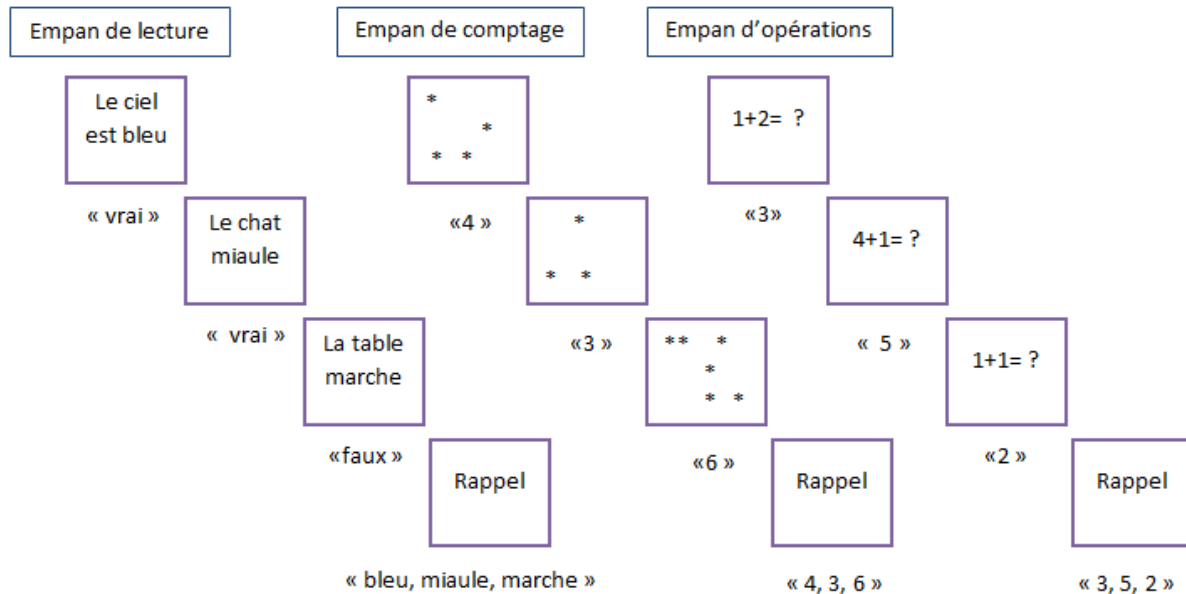 Empan de lecture
Empan de comptage
Empan d'opérations
Le ciel
est bleu
« vrai »
Le chat
miaule
« vrai »
La table
marche
«faux »
Rappel
« bleu, miaule, marche »
*
*
* *
«4 »
*
* *
«3 »
** *
*
* *
«6 »
Rappel
« 4, 3, 6 »
1+2= ?
«3»
4+1= ?
« 5 »
1+1= ?
«2 »
Rappel
« 3, 5, 2 »